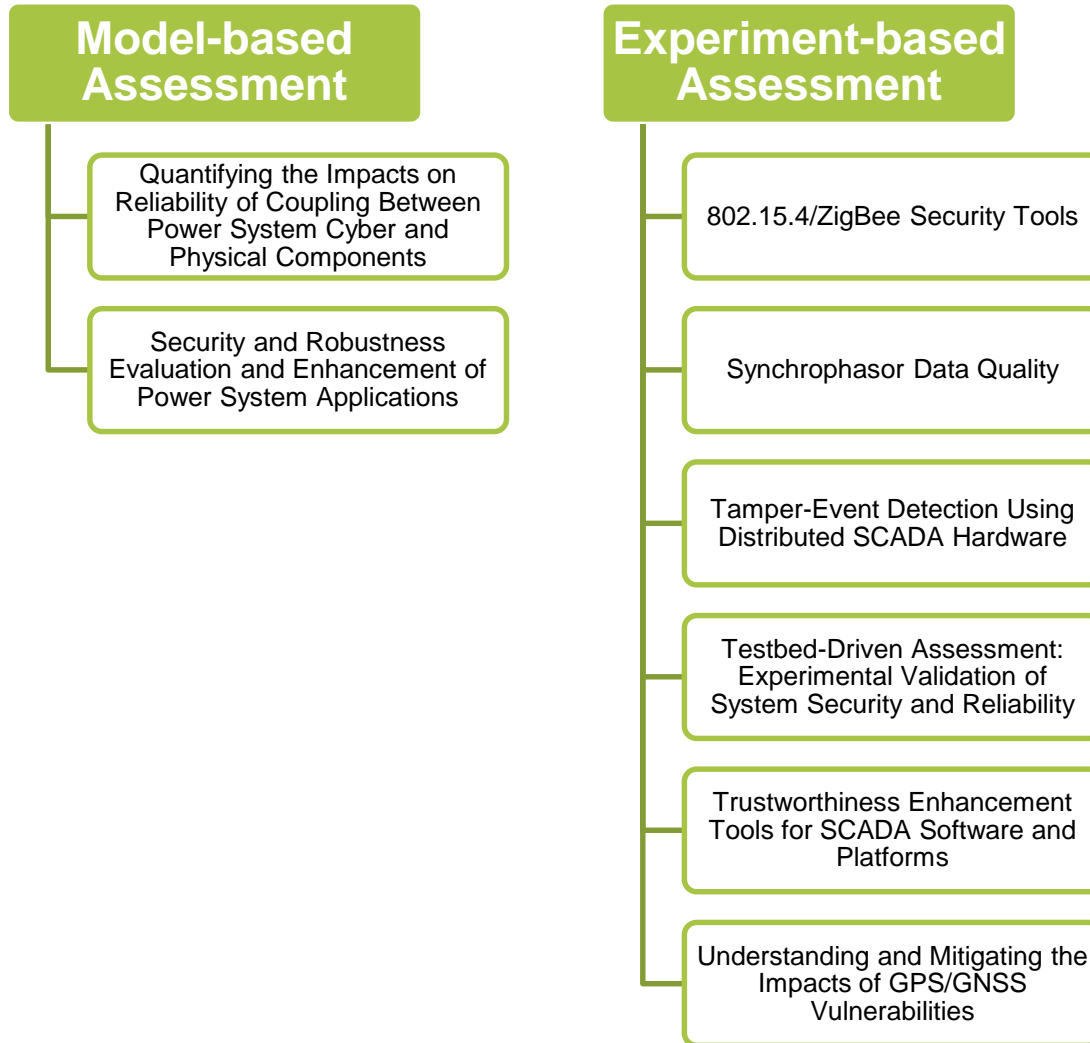 Model-based
Assessment
Quantifying the Impacts on
Reliability of Coupling Between
Power System Cyber and
Physical Components
Security and Robustness
Evaluation and Enhancement of
Power System Applications
Experiment-based
Assessment
802.15.4/ZigBee Security Tools
Synchrophasor Data Quality
Tamper-Event Detection Using
Distributed SCADA Hardware
Testbed-Driven Assessment:
Experimental Validation of
System Security and Reliability
Trustworthiness Enhancement
Tools for SCADA Software and
Platforms
Understanding and Mitigating the
Impacts of GPS/GNSS
Vulnerabilities